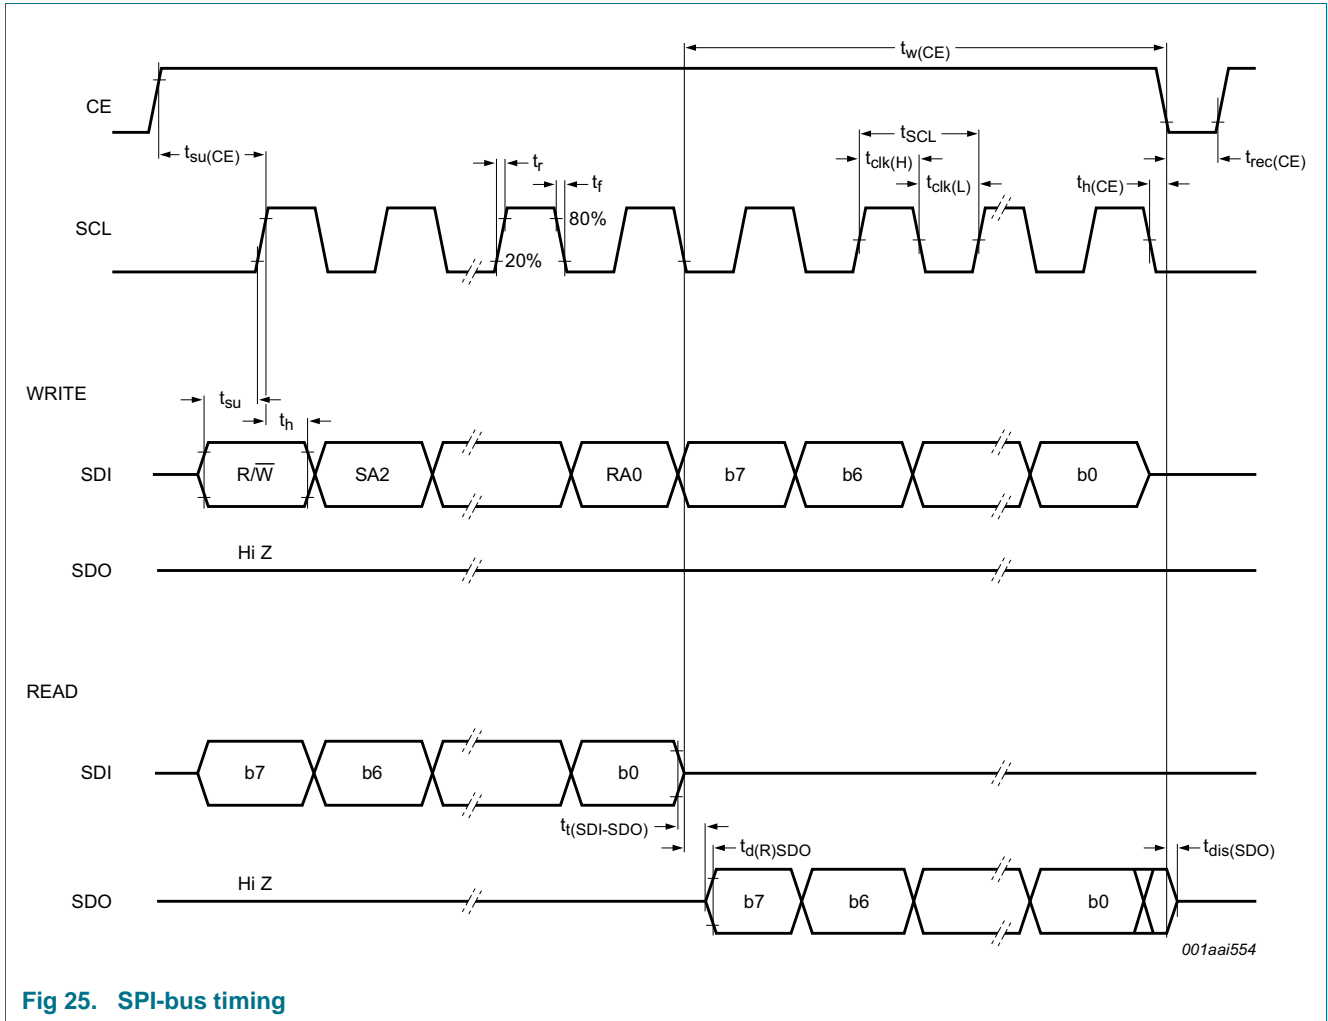 tw(CE)
CE
tSCL
tsu(CE)
tr
tclk(H)
trec(CE)
tf
tclk(L)
th(CE)
SCL
80%
20%
WRITE
tsu
th
SDI
R/W̅ SA2 RA0 b7 b6 b0
Hi Z
SDO
READ
SDI
b7 b6 b0
tt(SDI-SDO)
td(R)SDO
tdis(SDO)
Hi Z
SDO
b7 b6 b0
001aai554
Fig 25. SPI-bus timing